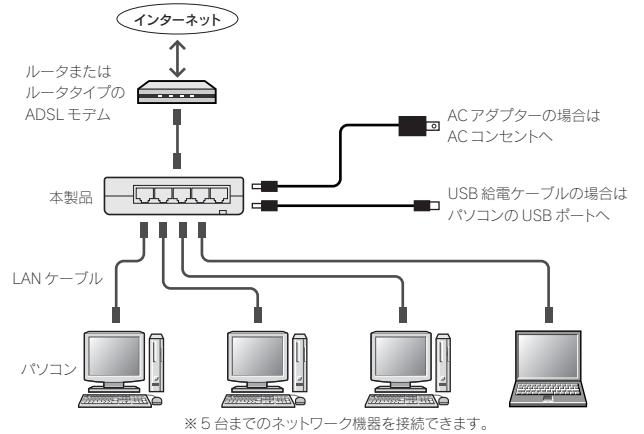 インターネット
ルータまたは
ルータタイプの
ADSL モデム
AC アダプターの場合は
AC コンセントへ
本製品
USB 給電ケーブルの場合は
パソコンの USB ポートへ
LAN ケーブル
パソコン
※ 5 台までのネットワーク機器を接続できます。